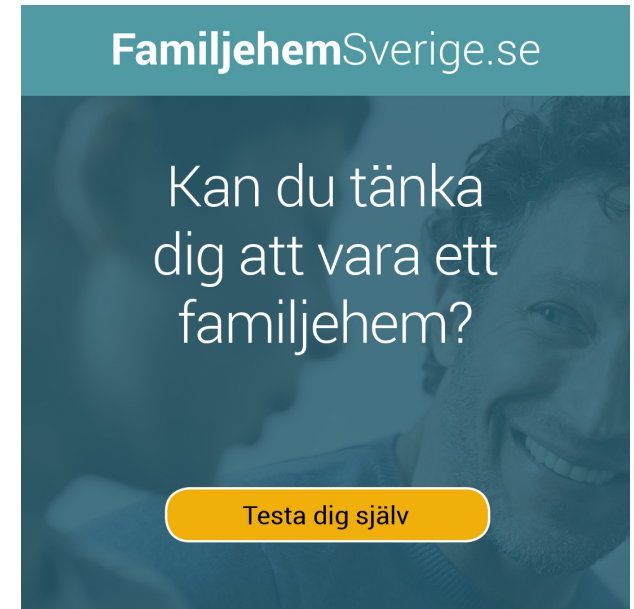 FamiljehemSverige.se
Kan du tänka
dig att vara ett
familjehem?
Testa dig själv